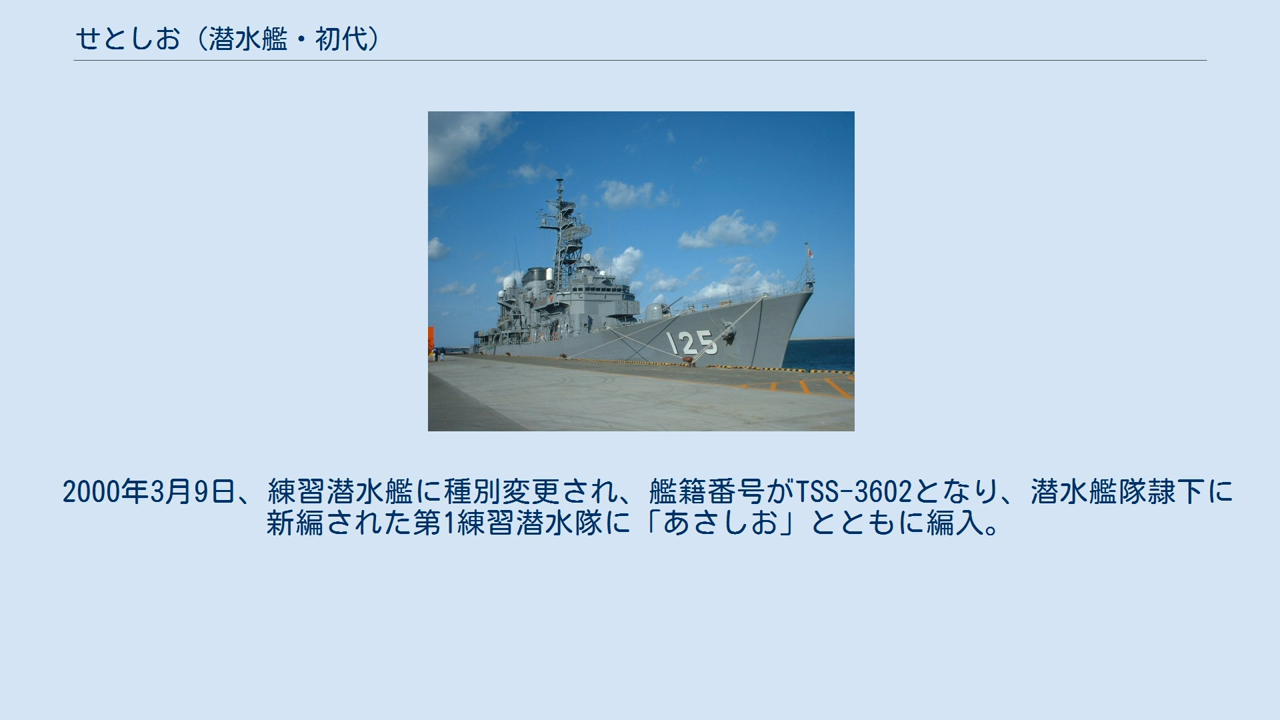 せとしお（潜水艦・初代）
125
2000年3月9日、練習潜水艦に種別変更され、艦籍番号がTSS-3602となり、潜水艦隊隷下に
新編された第1練習潜水隊に「あさしお」とともに編入。